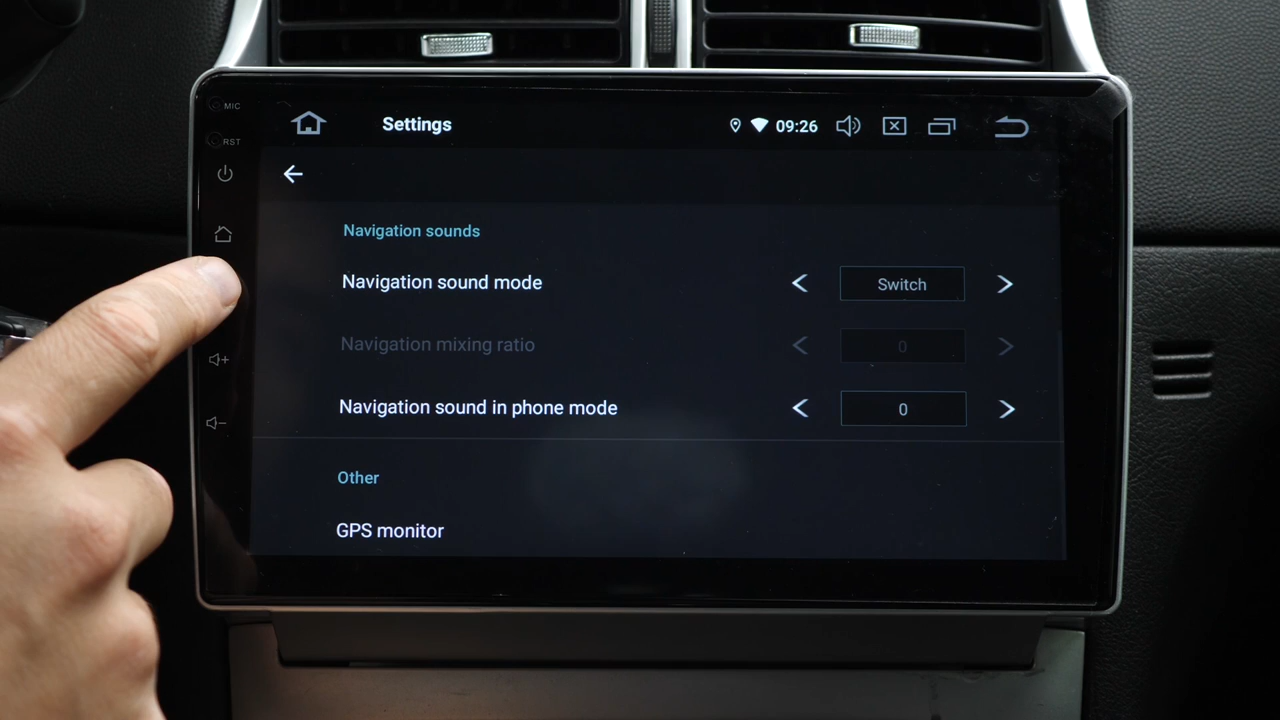 MIC
Settings
09:26
RST
Navigation sounds
Navigation sound mode
Switch
Navigation mixing ratio
0
Navigation sound in phone mode
0
Other
GPS monitor